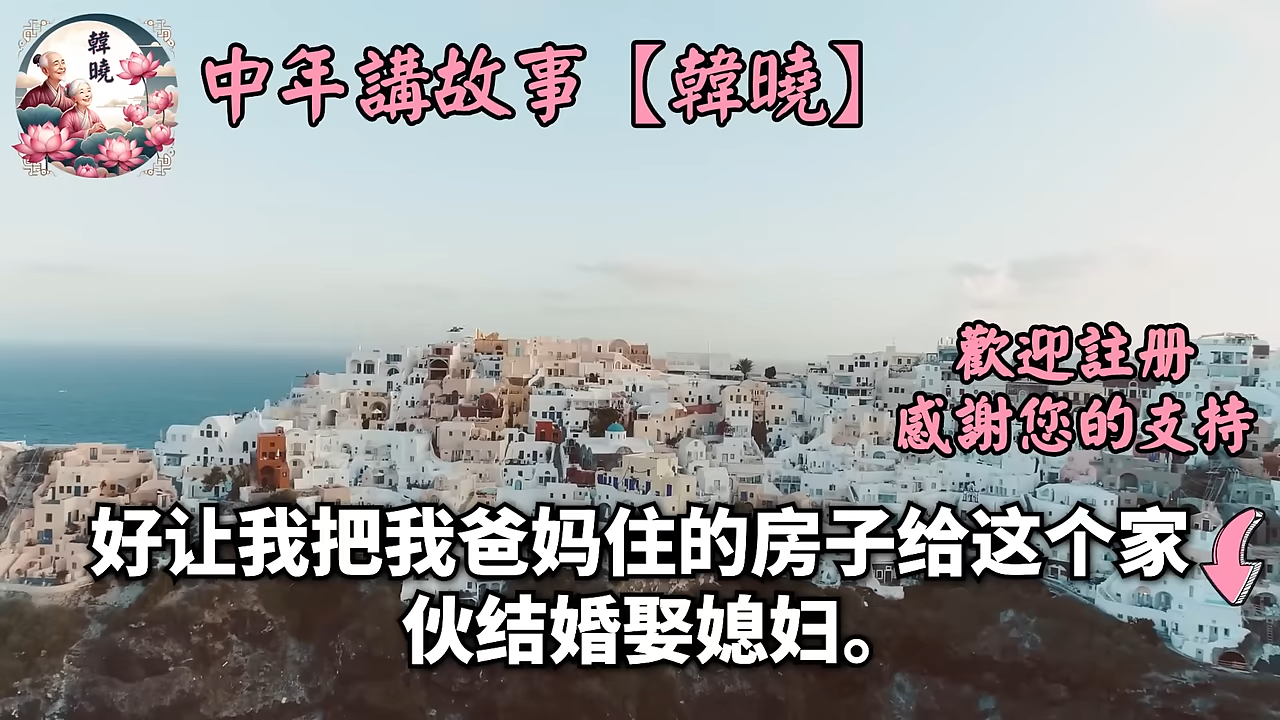 韓
曉
中年講故事【韓曉】
歡迎註册
感謝您的支持
好让我把我爸妈住的房子给这个家
伙结婚娶媳妇。